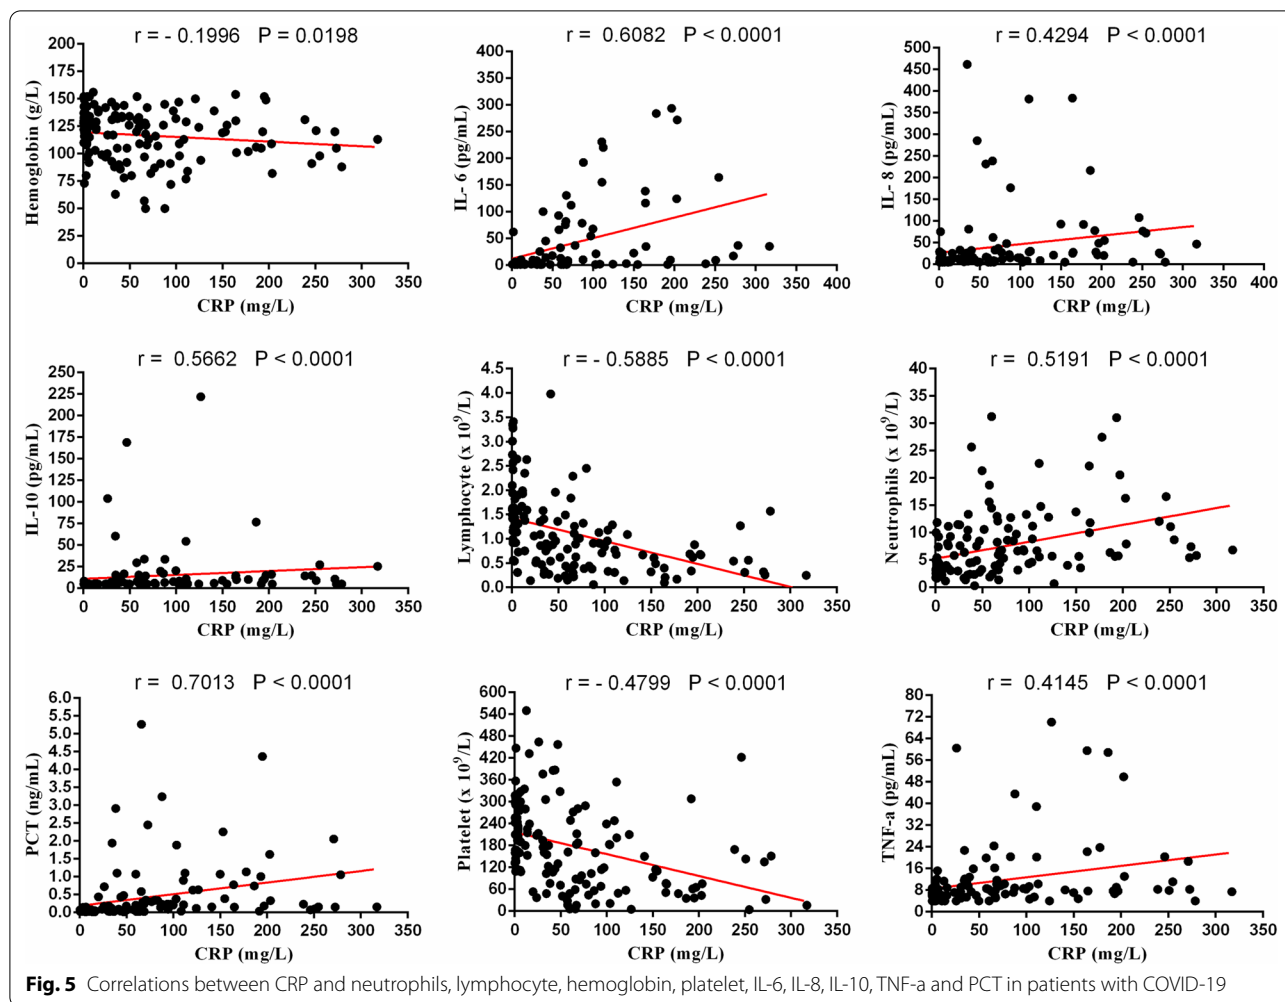 r = - 0.1996 P = 0.0198
200
175
150
125
100
75
50
25
0
Hemoglobin (g/L)
0 50 100 150 200 250 300 350
CRP (mg/L)
r = 0.6082 P < 0.0001
400
350
300
250
200
150
100
50
0
IL- 6 (pg/mL)
0 50 100 150 200 250 300 350 400
CRP (mg/L)
r = 0.4294 P < 0.0001
500
450
400
350
300
250
200
150
100
50
0
IL- 8 (pg/mL)
0 50 100 150 200 250 300 350 400
CRP (mg/L)
r = 0.5662 P < 0.0001
250
225
200
175
150
125
100
75
50
25
0
IL-10 (pg/mL)
0 50 100 150 200 250 300 350
CRP (mg/L)
r = - 0.5885 P < 0.0001
4.5
4.0
3.5
3.0
2.5
2.0
1.5
1.0
0.5
0.0
Lymphocyte (x 10⁹/L)
0 50 100 150 200 250 300 350
CRP (mg/L)
r = 0.5191 P < 0.0001
40
35
30
25
20
15
10
5
0
Neutrophils (x 10⁹/L)
0 50 100 150 200 250 300 350
CRP (mg/L)
r = 0.7013 P < 0.0001
6.0
5.5
5.0
4.5
4.0
3.5
3.0
2.5
2.0
1.5
1.0
0.5
0.0
PCT (ng/mL)
0 50 100 150 200 250 300 350
CRP (mg/L)
r = - 0.4799 P < 0.0001
600
540
480
420
360
300
240
180
120
60
0
Platelet (x 10⁹/L)
0 50 100 150 200 250 300 350
CRP (mg/L)
r = 0.4145 P < 0.0001
80
72
64
56
48
40
32
24
16
8
0
TNF-a (pg/mL)
0 50 100 150 200 250 300 350
CRP (mg/L)
Fig. 5 Correlations between CRP and neutrophils, lymphocyte, hemoglobin, platelet, IL-6, IL-8, IL-10, TNF-a and PCT in patients with COVID-19